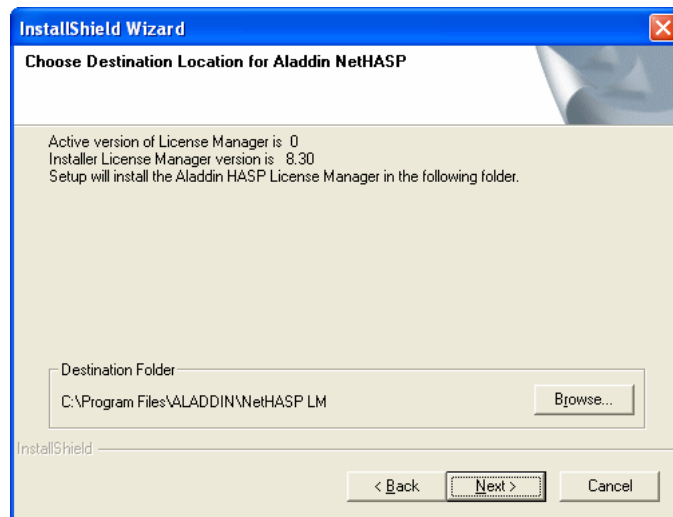 InstallShield Wizard
Choose Destination Location for Aladdin NetHASP
Active version of License Manager is 0
Installer License Manager version is 8.30
Setup will install the Aladdin HASP License Manager in the following folder.
Destination Folder
C:\Program Files\ALADDIN\NetHASP LM
Browse...
InstallShield
< Back
Next >
Cancel